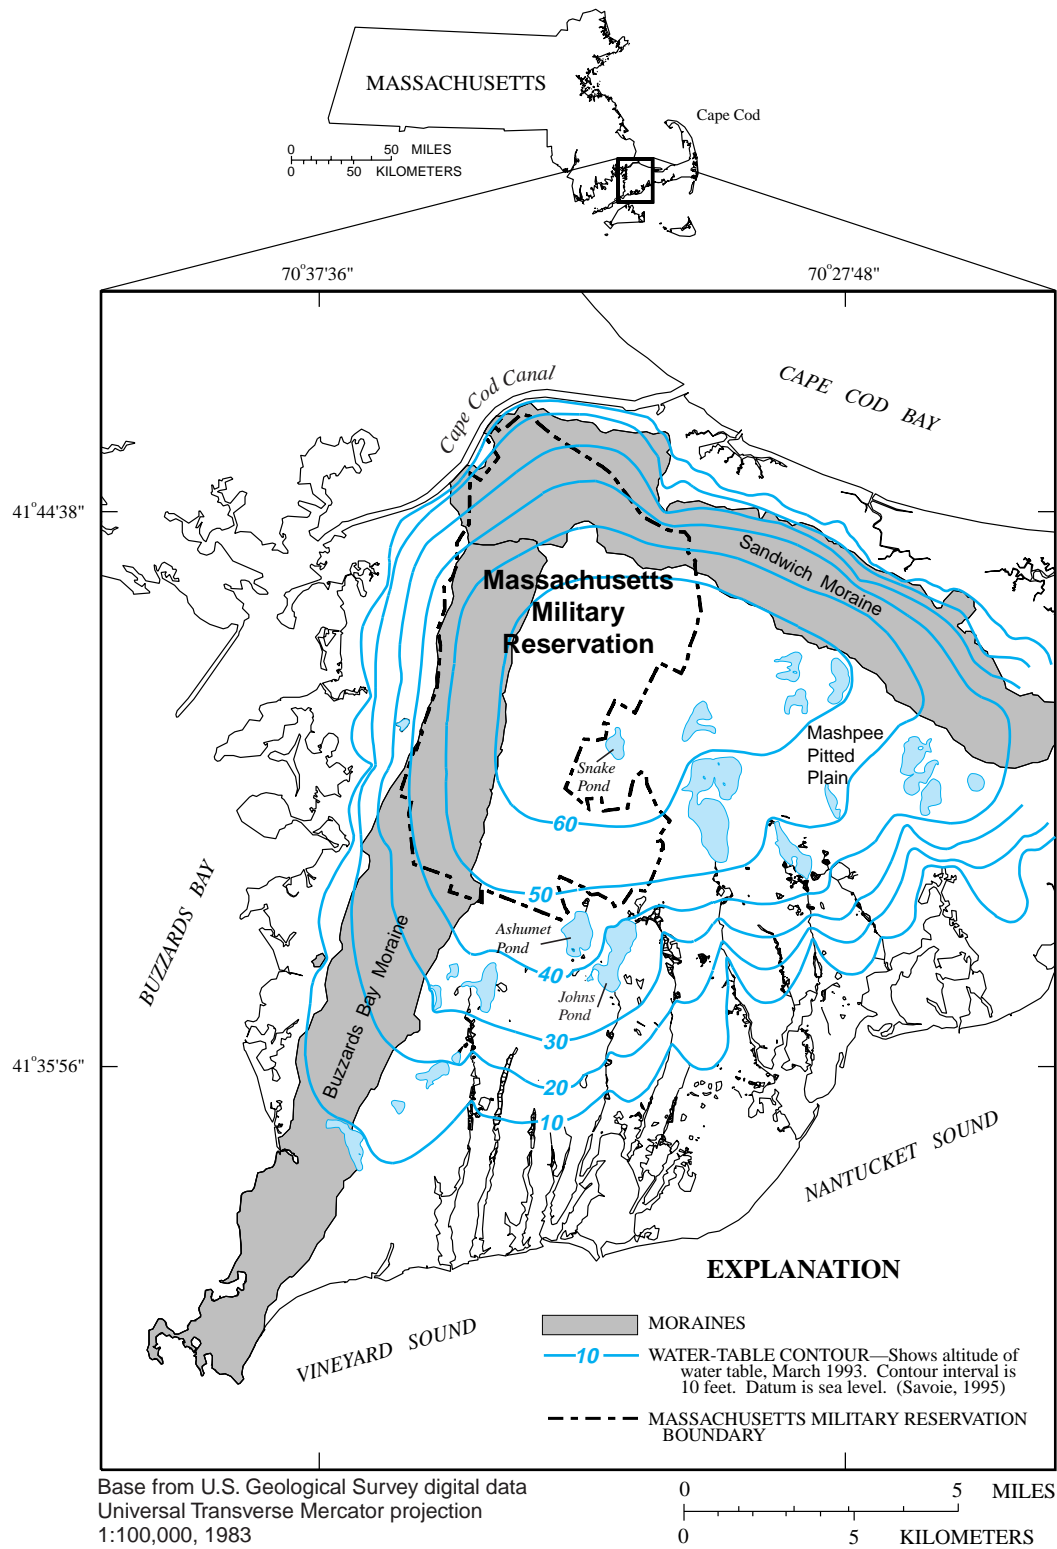 MASSACHUSETTS
Cape Cod
0 50 MILES
0 50 KILOMETERS
70°37'36" 70°27'48"
CAPE COD BAY
Cape Cod Canal
41°44'38"
Sandwich Moraine
Massachusetts
Military
Reservation
Mashpee
Pitted
Plain
Snake
Pond
60
50
BUZZARDS BAY
Ashumet
Pond
40
Johns
Pond
Buzzards Bay Moraine
30
41°35'56"
20
10
NANTUCKET SOUND
VINEYARD SOUND
EXPLANATION
MORAINES
10 WATER-TABLE CONTOUR—Shows altitude of
water table, March 1993. Contour interval is
10 feet. Datum is sea level. (Savoie, 1995)
MASSACHUSETTS MILITARY RESERVATION
BOUNDARY
Base from U.S. Geological Survey digital data
Universal Transverse Mercator projection
1:100,000, 1983
0 5 MILES
0 5 KILOMETERS